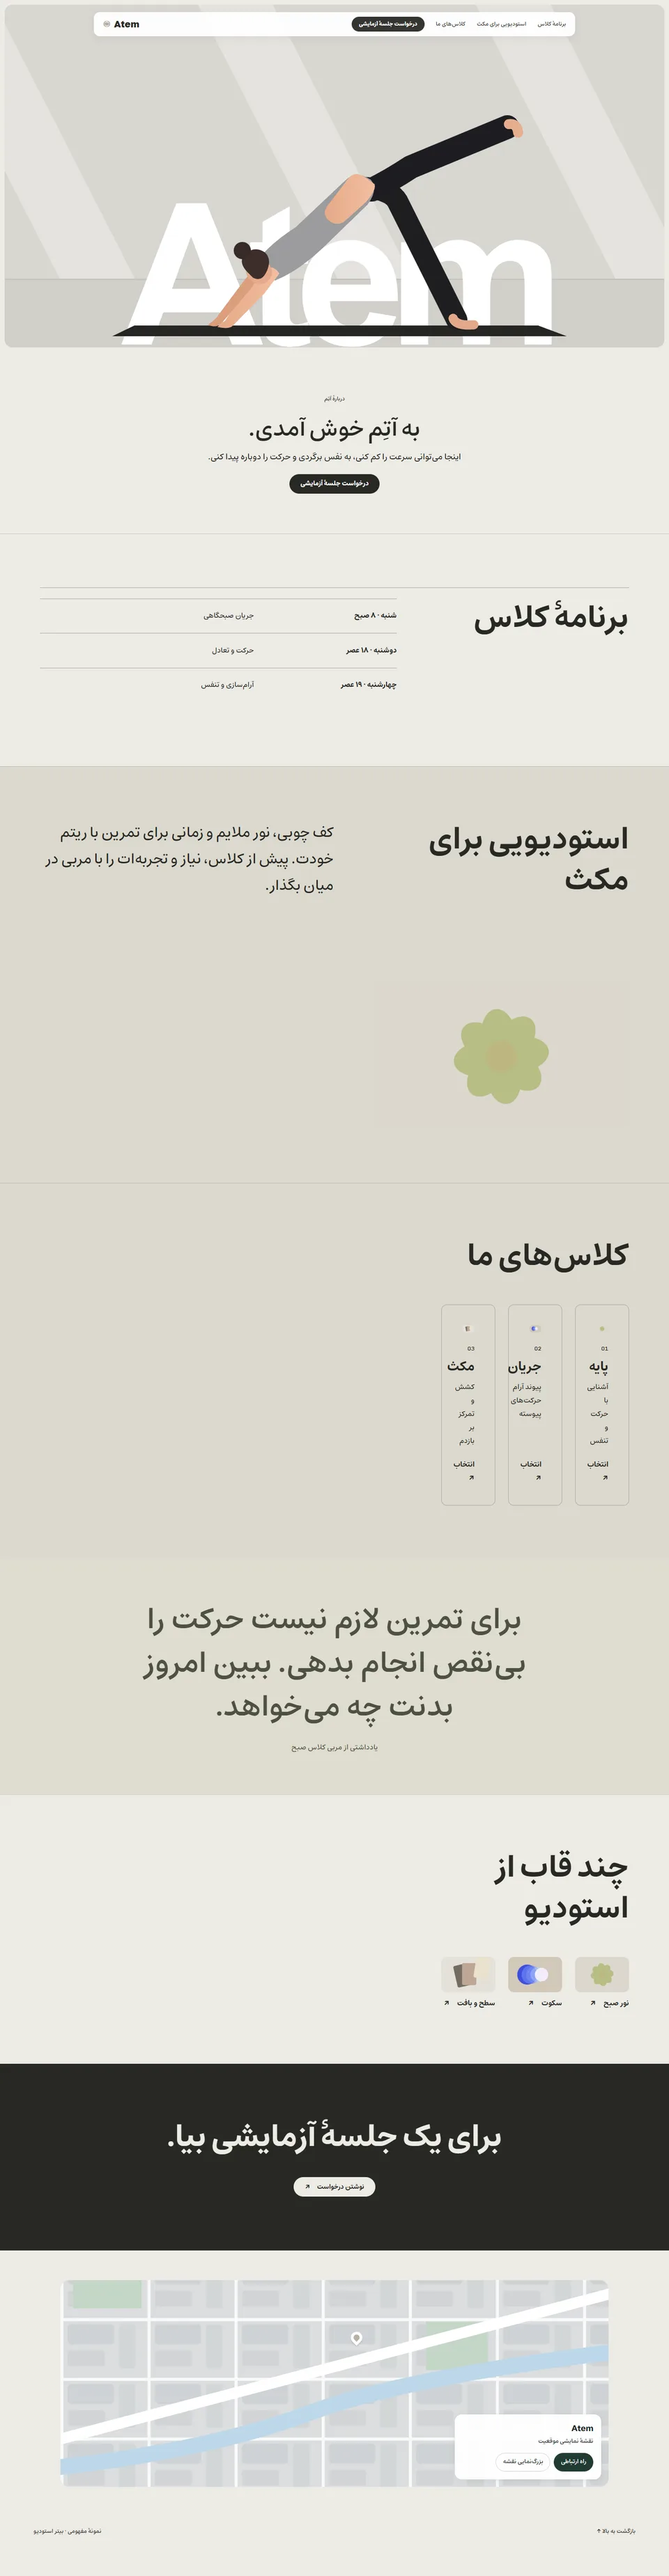 برنامهٔ کلاس
استودیویی برای مکث
کلاس‌های ما
درخواست جلسهٔ آزمایشی
Atem
Atem
دربارهٔ آتم
به آتِم خوش آمدی.
اینجا می‌توانی سرعت را کم کنی، به نفس برگردی و حرکت را دوباره پیدا کنی.
درخواست جلسهٔ آزمایشی
برنامهٔ کلاس
شنبه · ۸ صبح
جریان صبحگاهی
دوشنبه · ۱۸ عصر
حرکت و تعادل
چهارشنبه · ۱۹ عصر
آرام‌سازی و تنفس
استودیویی برای
مکث
کف چوبی، نور ملایم و زمانی برای تمرین با ریتم
خودت. پیش از کلاس، نیاز و تجربه‌ات را با مربی در
میان بگذار.
کلاس‌های ما
01
پایه
آشنایی
با
حرکت
و
تنفس
انتخاب
↗
02
جریان
پیوند آرام
حرکت‌های
پیوسته
انتخاب
↗
03
مکث
کشش
و
تمرکز
بر
بازدم
انتخاب
↗
برای تمرین لازم نیست حرکت را
بی‌نقص انجام بدهی. ببین امروز
بدنت چه می‌خواهد.
یادداشتی از مربی کلاس صبح
چند قاب از
استودیو
نور صبح ↗
سکوت ↗
سطح و بافت ↗
برای یک جلسهٔ آزمایشی بیا.
نوشتن درخواست ↗
Atem
نقشهٔ نمایشی موقعیت
راه ارتباطی
بزرگ‌نمایی نقشه
بازگشت به بالا ↑
نمونهٔ مفهومی · بیتر استودیو